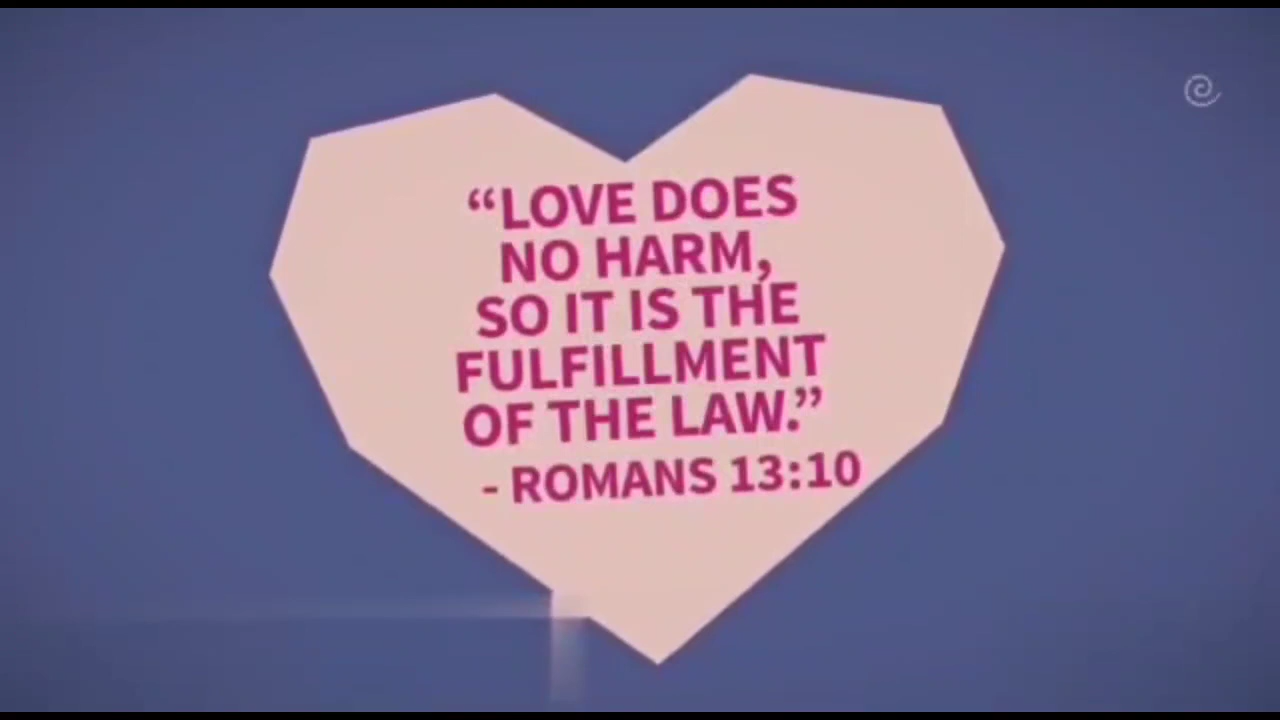 “LOVE DOES
NO HARM,
SO IT IS THE
FULFILLMENT
OF THE LAW.”
- ROMANS 13:10